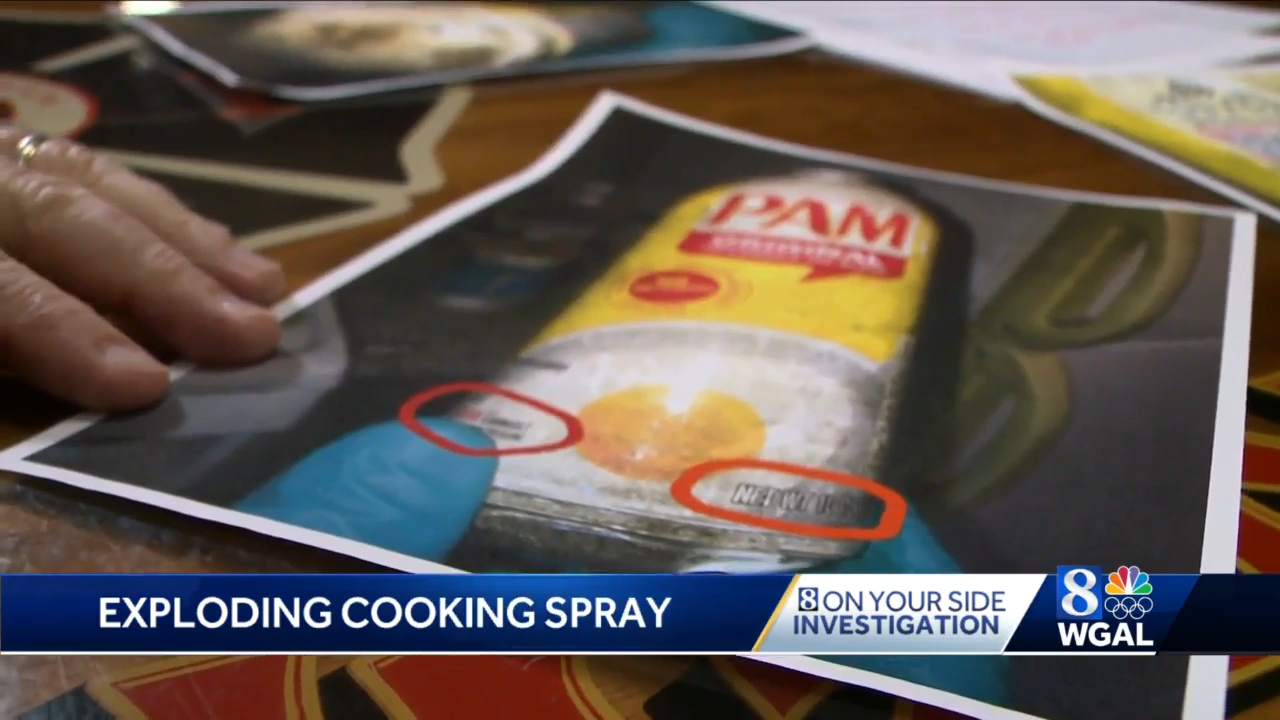 PAM
ORIGINAL
NET WT
EXPLODING COOKING SPRAY
8 ON YOUR SIDE
INVESTIGATION
8
WGAL